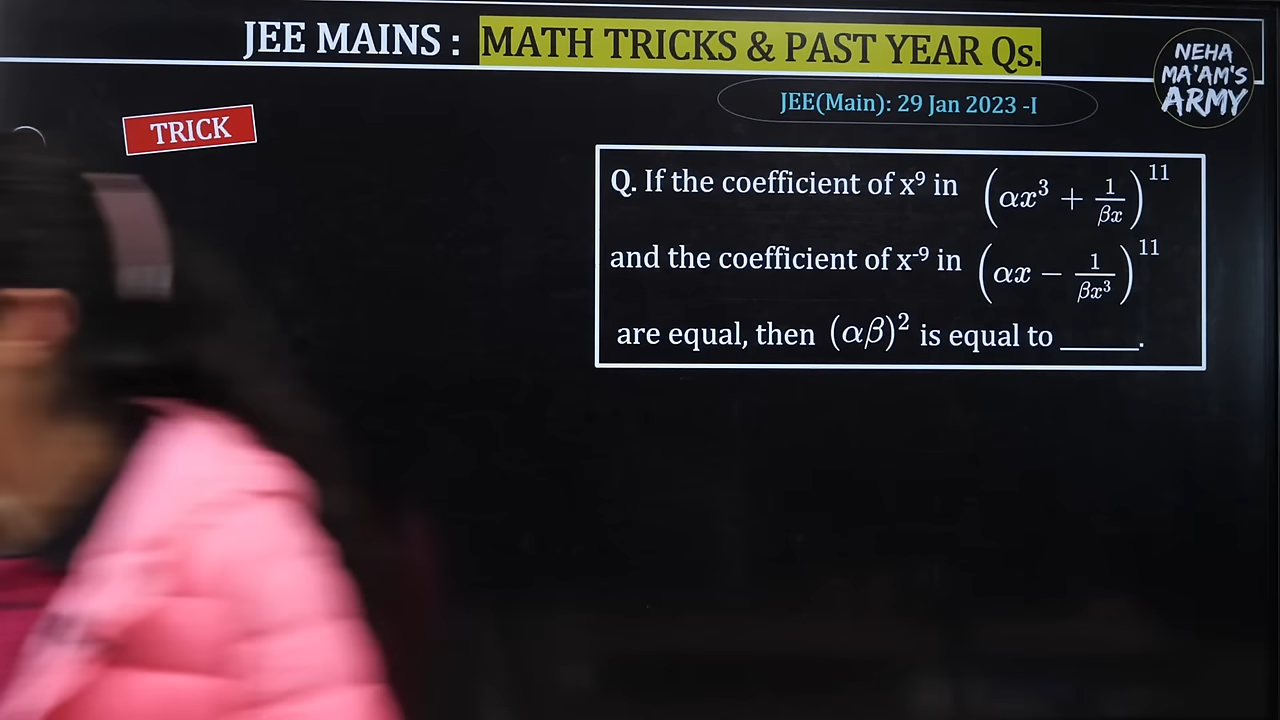 JEE MAINS : MATH TRICKS & PAST YEAR Qs.
NEHA
MA'AM'S
ARMY
JEE(Main): 29 Jan 2023 -I
TRICK
Q. If the coefficient of x⁹ in (αx³ + 1/βx)¹¹
and the coefficient of x⁻⁹ in (αx − 1/βx³)¹¹
are equal, then (αβ)² is equal to _____.